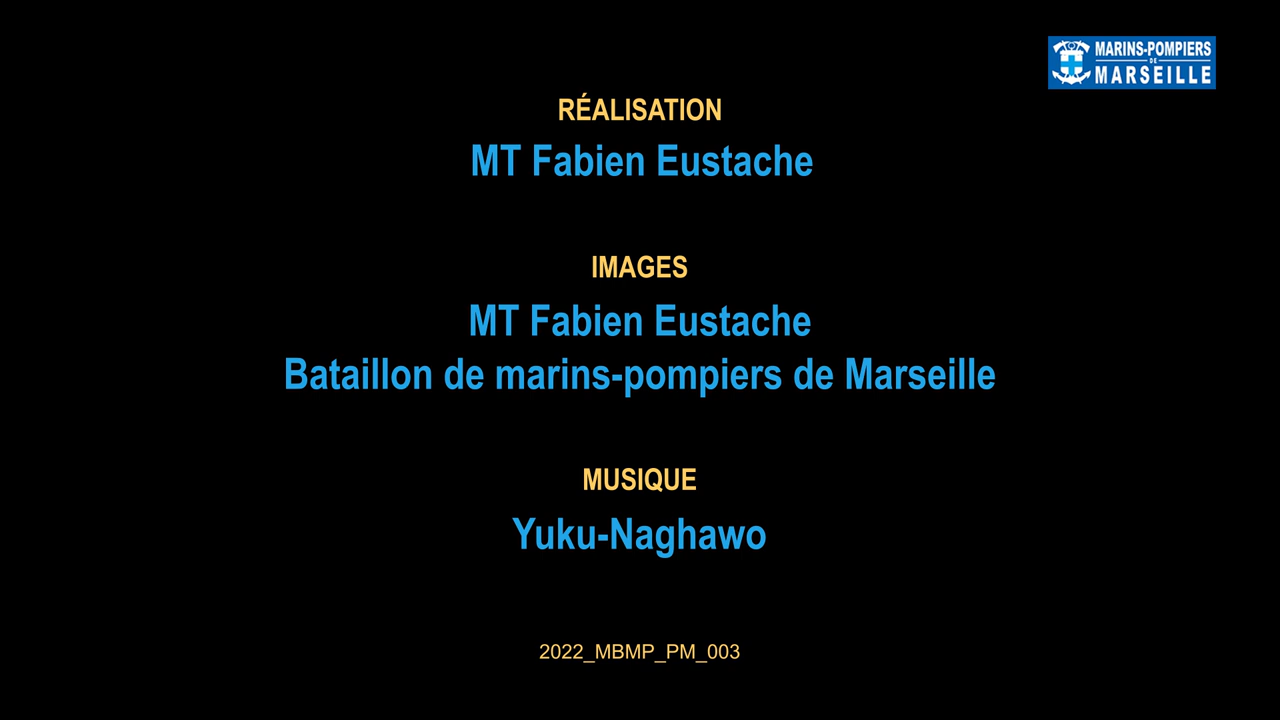 MARINS-POMPIERS
DE
MARSEILLE
RÉALISATION
MT Fabien Eustache
IMAGES
MT Fabien Eustache
Bataillon de marins-pompiers de Marseille
MUSIQUE
Yuku-Naghawo
2022_MBMP_PM_003